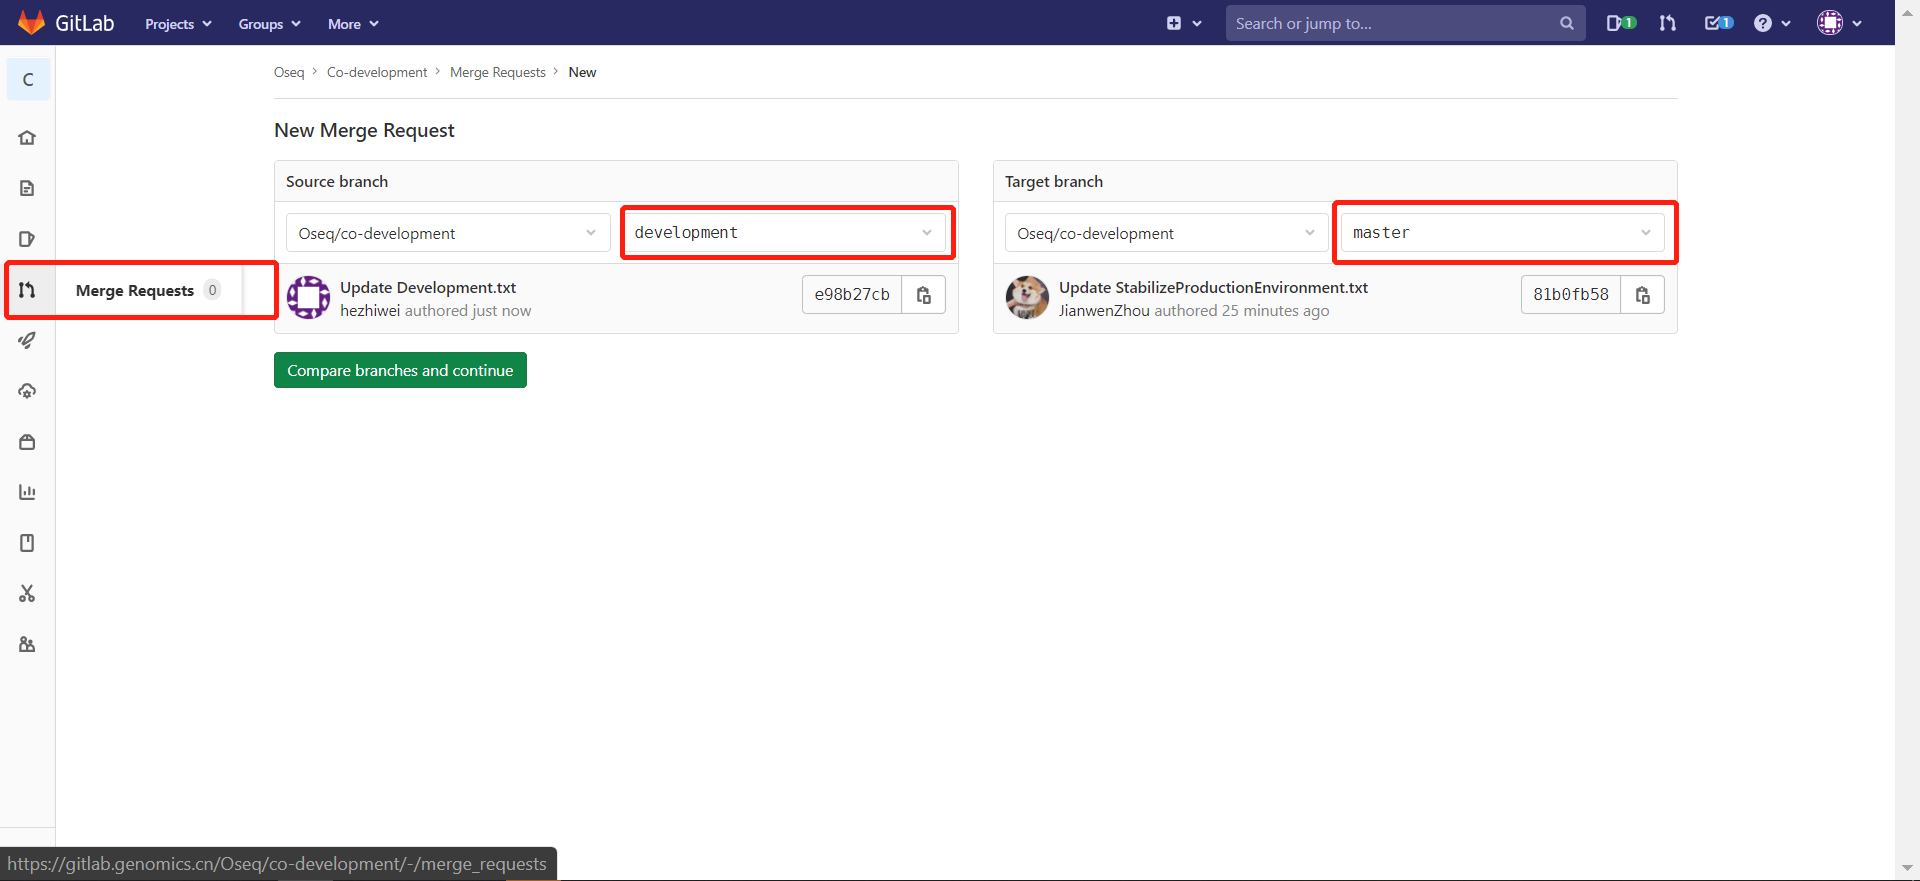 GitLab Projects Groups More Search or jump to... 1 1
C Oseq Co-development Merge Requests New
New Merge Request
Source branch
Oseq/co-development development
Update Development.txt
hezhiwei authored just now
e98b27cb
Target branch
Oseq/co-development master
Update StabilizeProductionEnvironment.txt
JianwenZhou authored 25 minutes ago
81b0fb58
Merge Requests 0
Compare branches and continue
https://gitlab.genomics.cn/Oseq/co-development/-/merge_requests